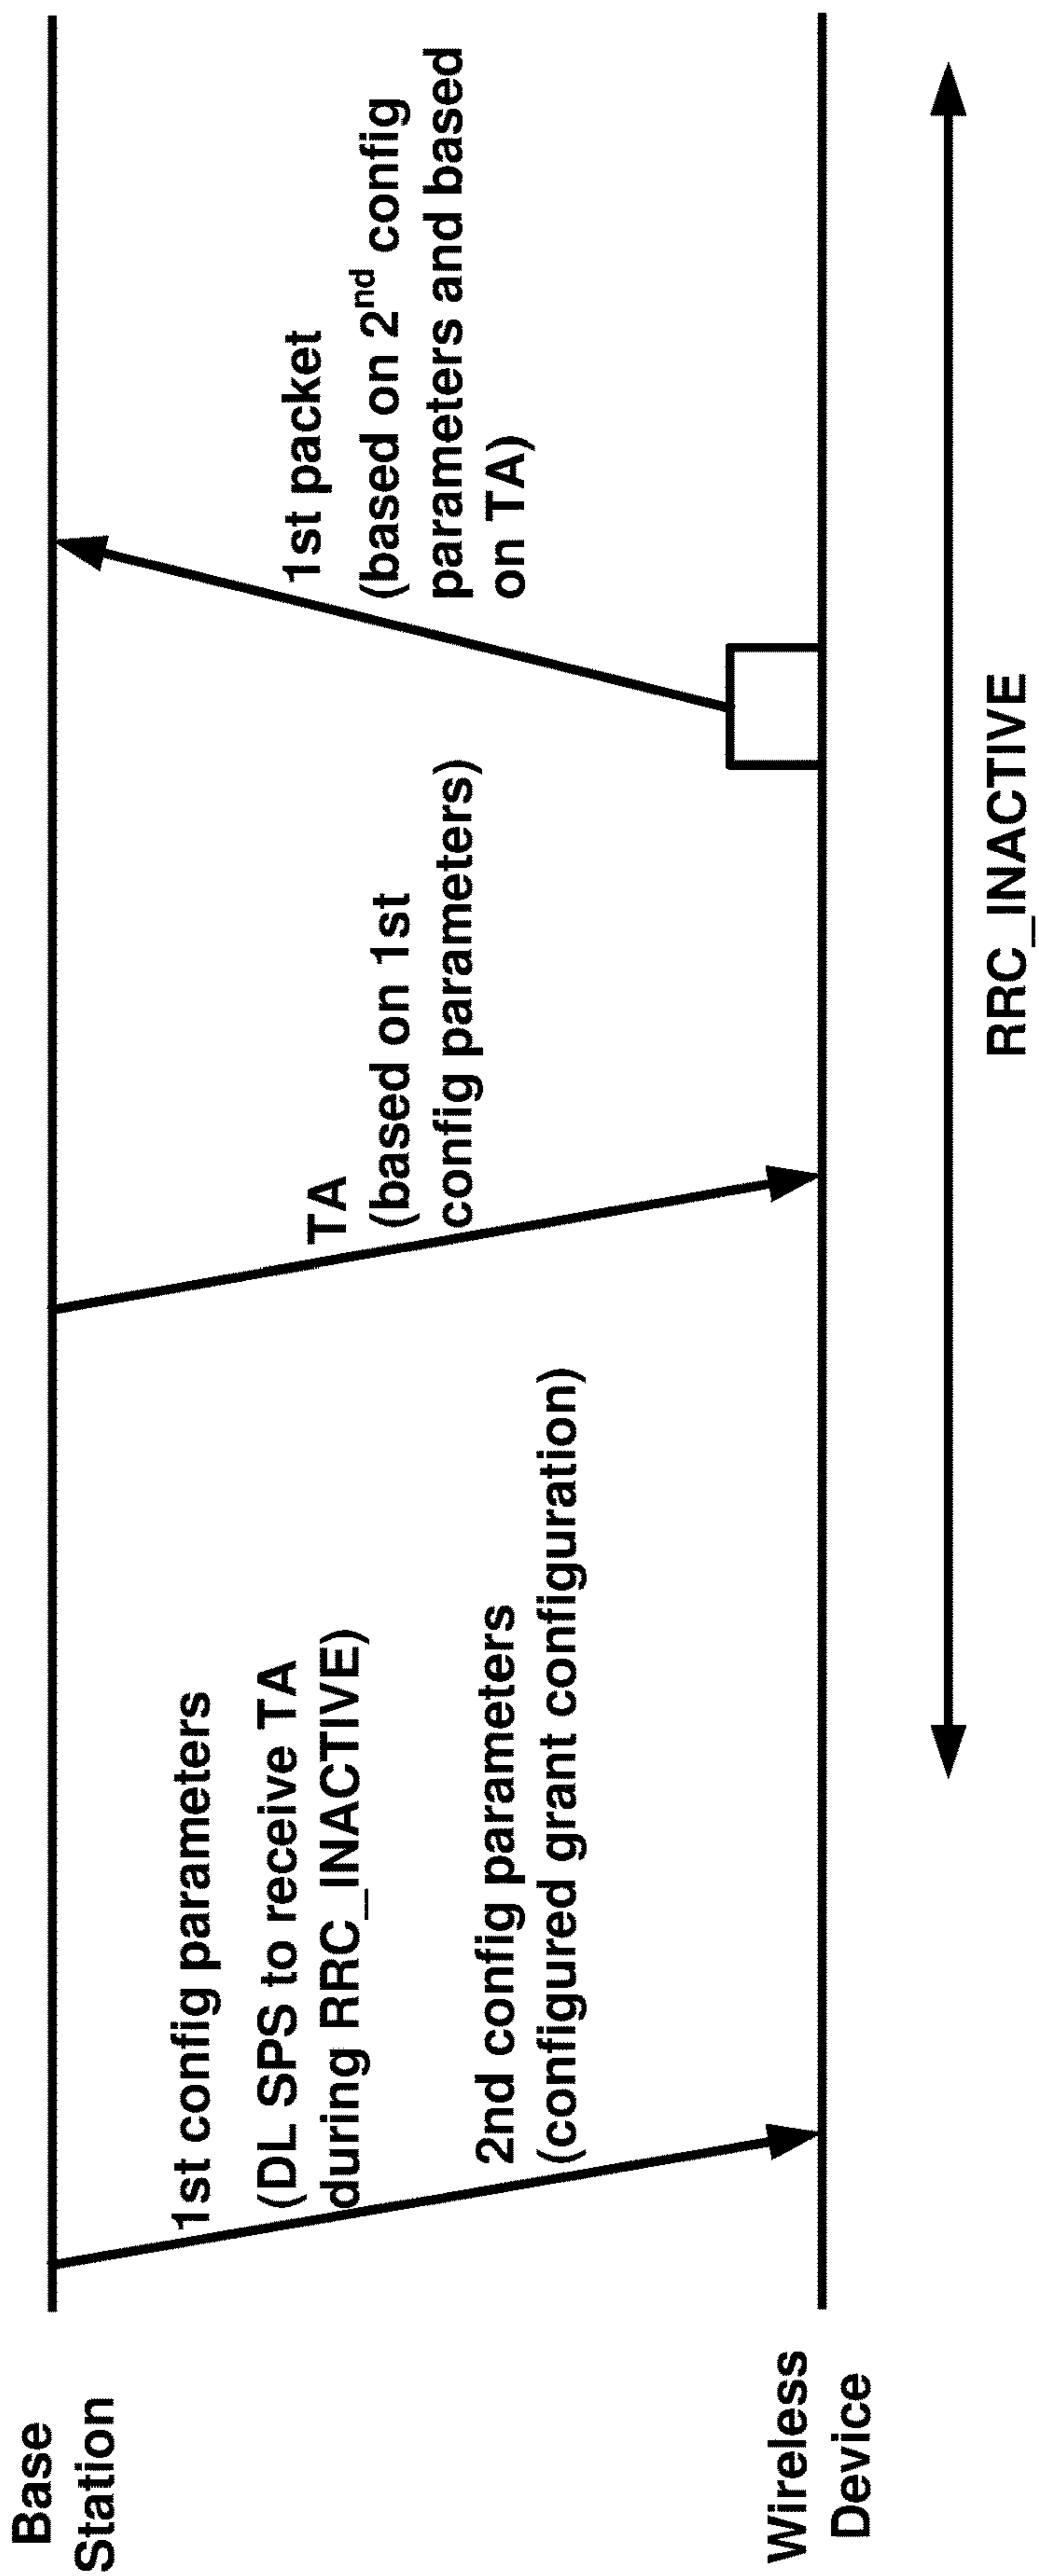 Base
Station
1st config parameters
(DL SPS to receive TA
during RRC_INACTIVE)
2nd config parameters
(configured grant configuration)
TA
(based on 1st
config parameters)
1st packet
(based on 2nd config
parameters and based
on TA)
Wireless
Device
RRC_INACTIVE